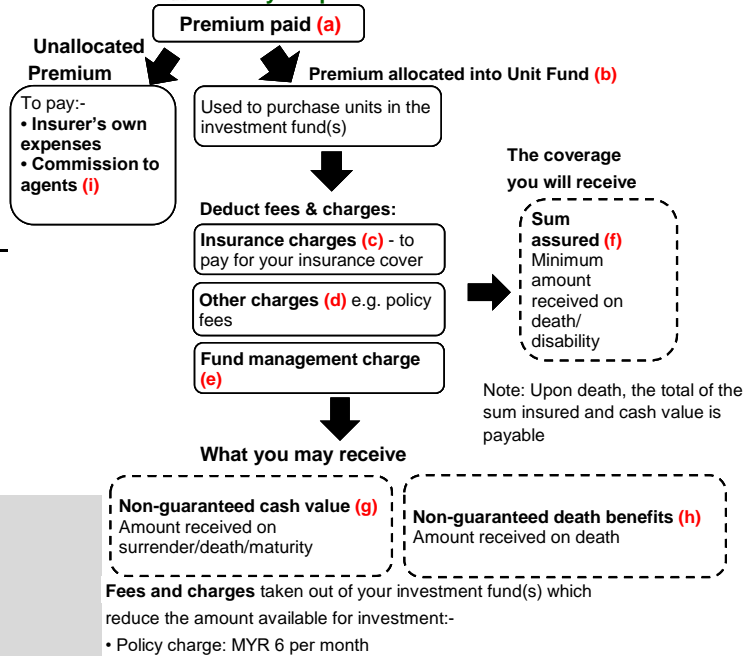 Premium paid (a)
Unallocated
Premium
Premium allocated into Unit Fund (b)
To pay:-
• Insurer's own
expenses
• Commission to
agents (i)
Used to purchase units in the
investment fund(s)
The coverage
you will receive
Deduct fees & charges:
Insurance charges (c) - to
pay for your insurance cover
Other charges (d) e.g. policy
fees
Fund management charge
(e)
Sum
assured (f)
Minimum
amount
received on
death/
disability
Note: Upon death, the total of the
sum insured and cash value is
payable
What you may receive
Non-guaranteed cash value (g)
Amount received on
surrender/death/maturity
Non-guaranteed death benefits (h)
Amount received on death
Fees and charges taken out of your investment fund(s) which
reduce the amount available for investment:-
• Policy charge: MYR 6 per month